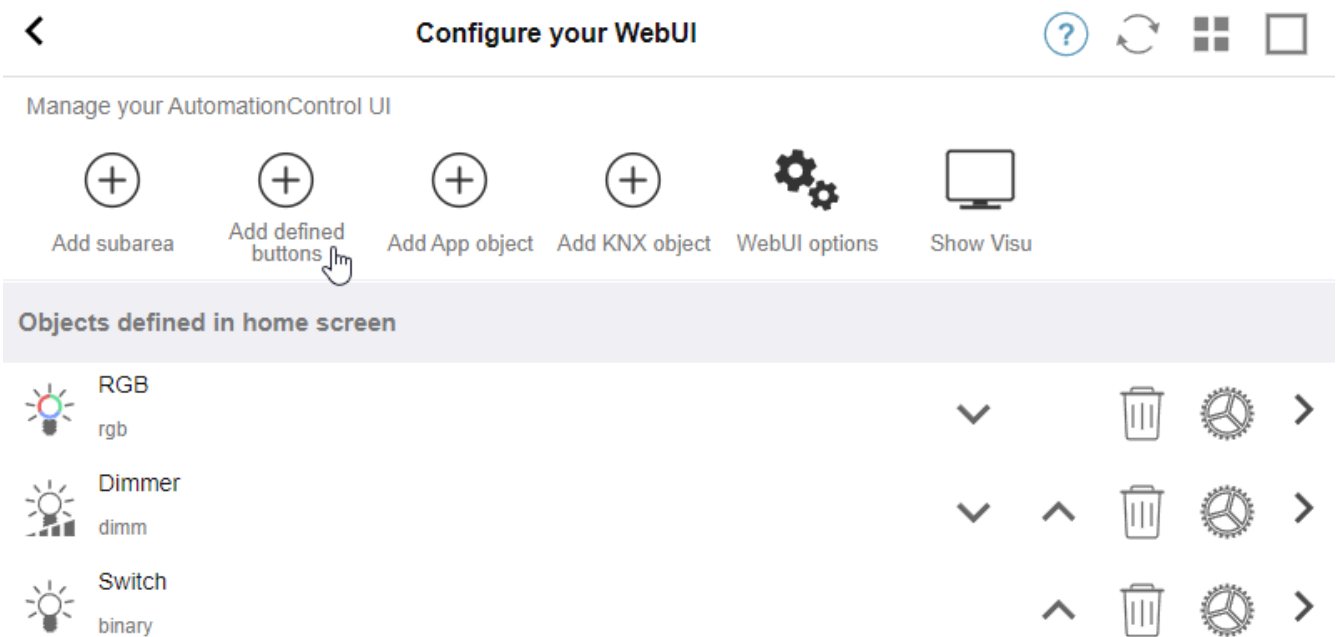 Configure your WebUI
?
Manage your AutomationControl UI
Add subarea
Add defined
buttons
Add App object
Add KNX object
WebUI options
Show Visu
Objects defined in home screen
RGB
rgb
Dimmer
dimm
Switch
binary